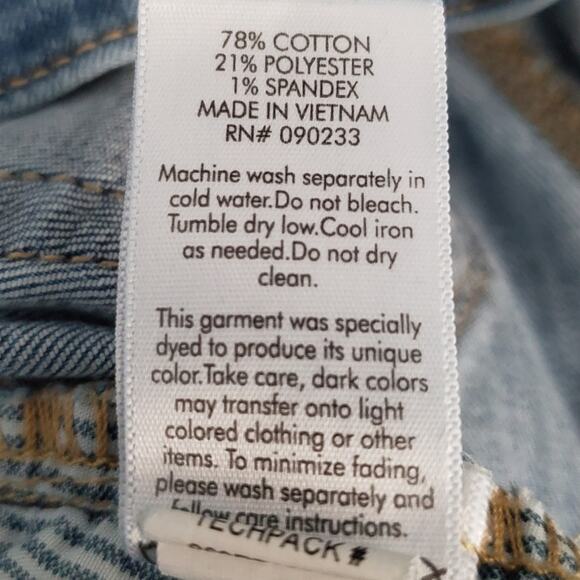 78% COTTON
21% POLYESTER
1% SPANDEX
MADE IN VIETNAM
RN# 090233
Machine wash separately in
cold water.Do not bleach.
Tumble dry low.Cool iron
as needed.Do not dry
clean.
This garment was specially
dyed to produce its unique
color.Take care, dark colors
may transfer onto light
colored clothing or other
items. To minimize fading,
please wash separately and
follow care instructions.
TECHPACK#